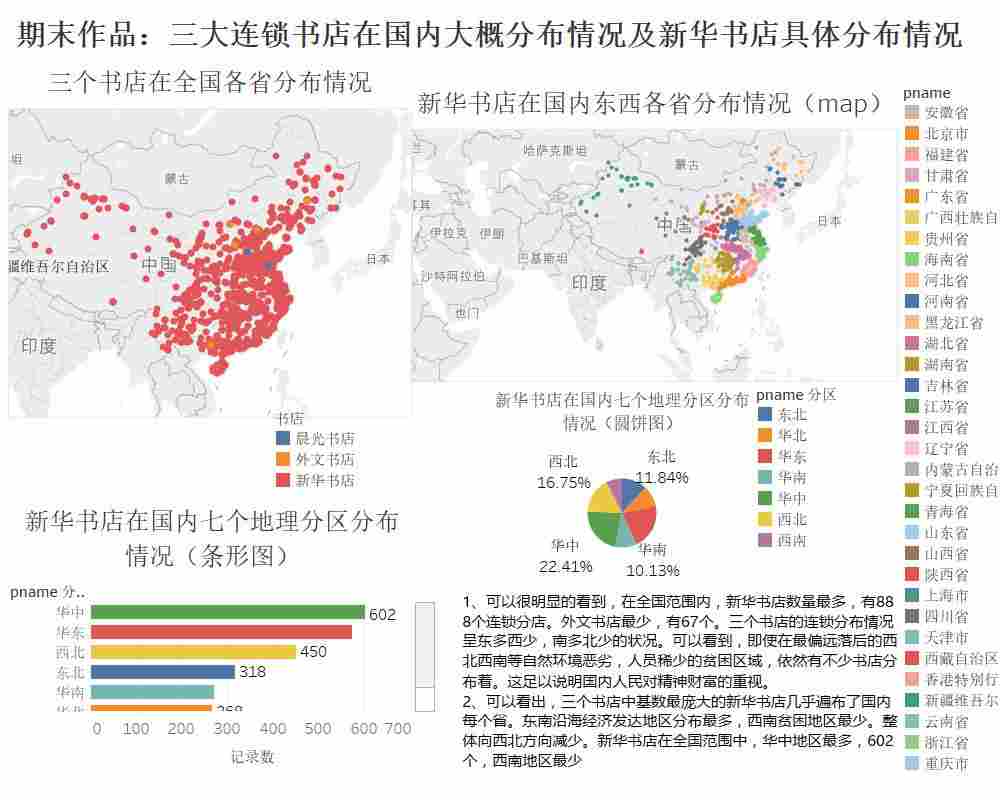 期末作品：三大连锁书店在国内大概分布情况及新华书店具体分布情况
三个书店在全国各省分布情况
蒙古
中国
日本
疆维吾尔自治区
印度
书店
晨光书店
外文书店
新华书店
新华书店在国内东西各省分布情况（map）
哈萨克斯坦
蒙古
中国
日本
伊拉克
伊朗
巴基斯坦
沙特阿拉伯
印度
也门
pname
安徽省
北京市
福建省
甘肃省
广东省
广西壮族自
贵州省
海南省
河北省
河南省
黑龙江省
湖北省
湖南省
吉林省
江苏省
江西省
辽宁省
内蒙古自治
宁夏回族自
青海省
山东省
山西省
陕西省
上海市
四川省
天津市
西藏自治区
香港特别行
新疆维吾尔
云南省
浙江省
重庆市
新华书店在国内七个地理分区分布
情况（圆饼图）
西北
16.75%
东北
11.84%
华中
22.41%
华南
10.13%
pname 分区
东北
华北
华东
华南
华中
西北
西南
新华书店在国内七个地理分区分布
情况（条形图）
pname 分..
华中
602
华东
西北
450
东北
318
华南
华北
268
0 100 200 300 400 500 600 700
记录数
1、可以很明显的看到，在全国范围内，新华书店数量最多，有88
8个连锁分店。外文书店最少，有67个。三个书店的连锁分布情况
呈东多西少，南多北少的状况。可以看到，即使在最偏远落后的西
北西南等自然环境恶劣，人员稀少的贫困区域，依然有不少书店分
布着。这足以说明国内人民对精神财富的重视。
2、可以看出，三个书店中基数最庞大的新华书店几乎遍布了国内
每个省。东南沿海经济发达地区分布最多，西南贫困地区最少。整
体向西北方向减少。新华书店在全国范围中，华中地区最多，602
个，西南地区最少